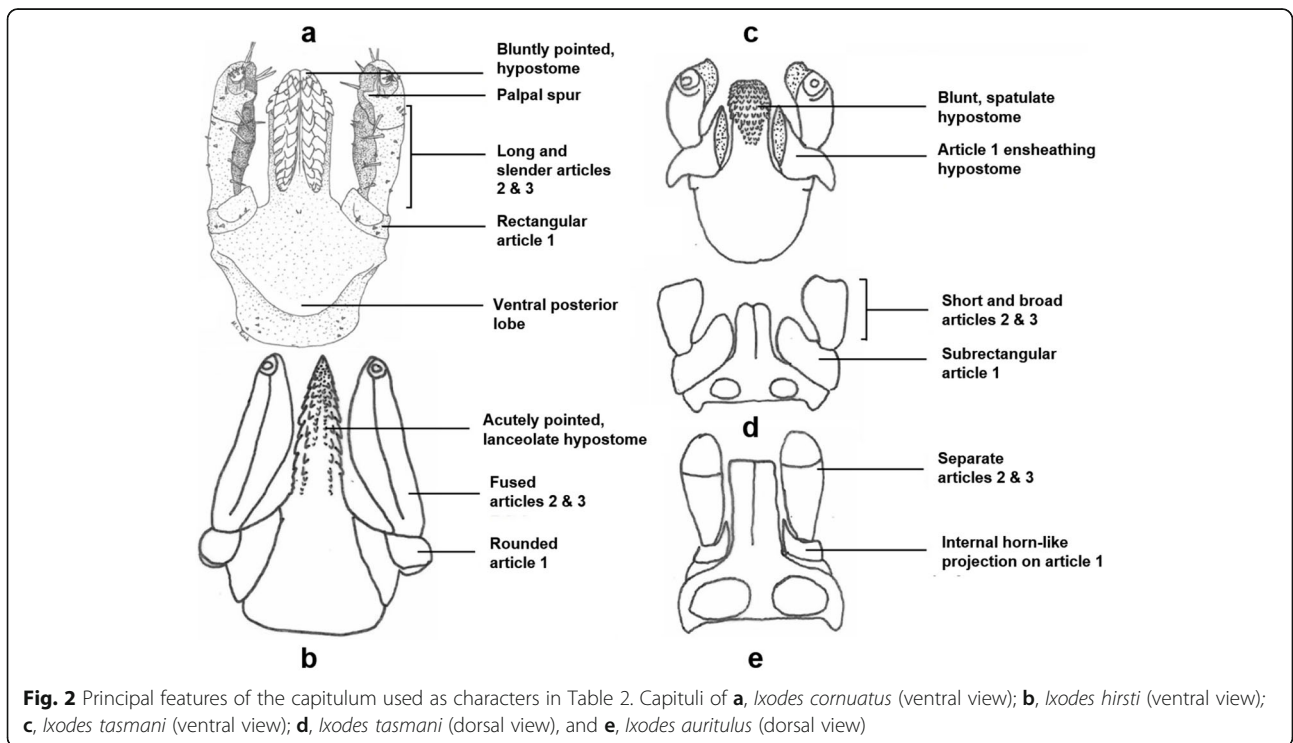 a
Bluntly pointed,
hypostome
Palpal spur
Long and
slender articles
2 & 3
Rectangular
article 1
Ventral posterior
lobe
Acutely pointed,
lanceolate hypostome
Fused
articles 2 & 3
Rounded
article 1
b
c
Blunt, spatulate
hypostome
Article 1 ensheathing
hypostome
Short and broad
articles 2 & 3
Subrectangular
article 1
d
Separate
articles 2 & 3
Internal horn-like
projection on article 1
e
Fig. 2 Principal features of the capitulum used as characters in Table 2. Capituli of a, Ixodes cornuatus (ventral view); b, Ixodes hirsti (ventral view);
c, Ixodes tasmani (ventral view); d, Ixodes tasmani (dorsal view), and e, Ixodes auritulus (dorsal view)